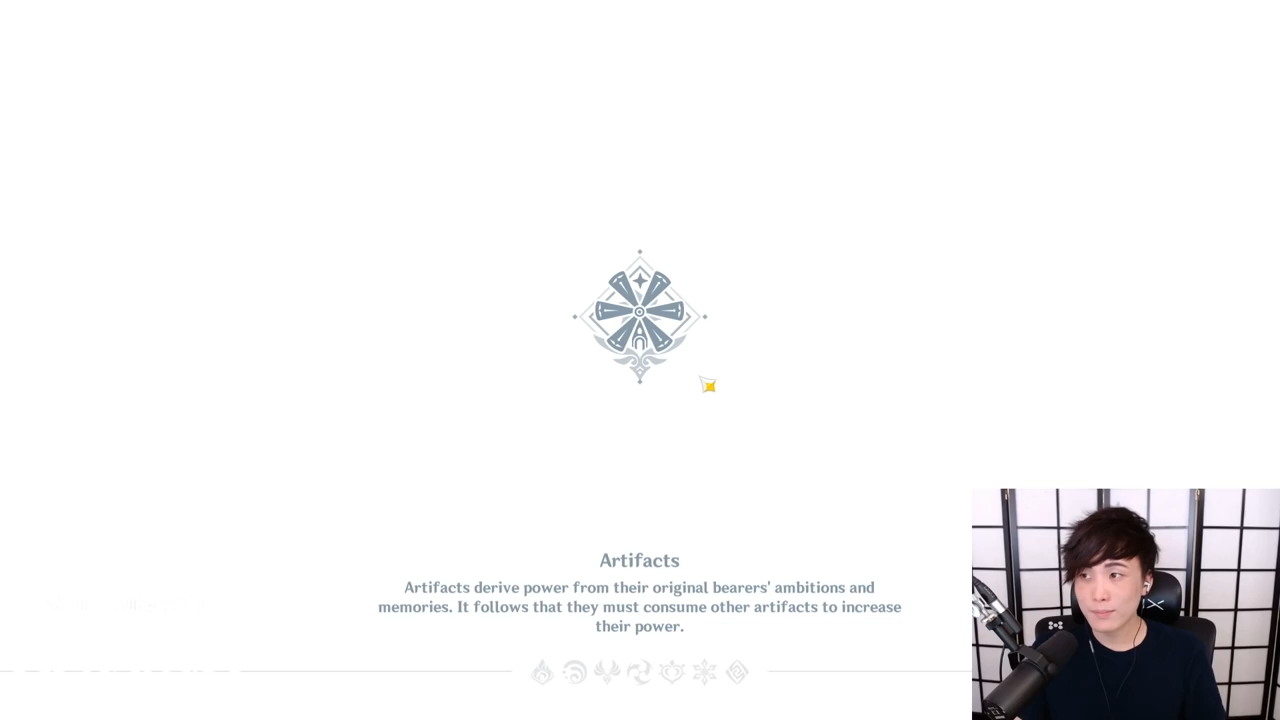 Artifacts
Artifacts derive power from their original bearers' ambitions and
memories. It follows that they must consume other artifacts to increase
their power.